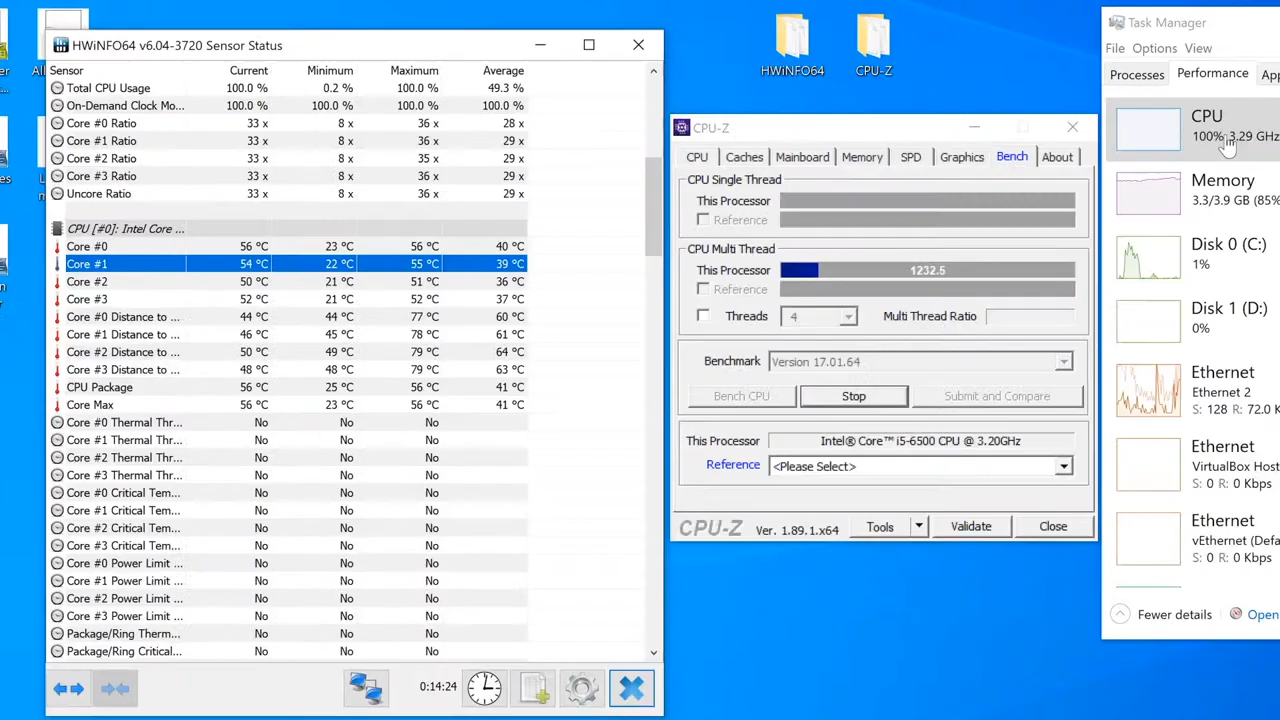 HWiNFO64 v6.04-3720 Sensor Status
Sensor Current Minimum Maximum Average
Total CPU Usage 100.0 % 0.2 % 100.0 % 49.3 %
On-Demand Clock Mo... 100.0 % 100.0 % 100.0 % 100.0 %
Core #0 Ratio 33 x 8 x 36 x 28 x
Core #1 Ratio 33 x 8 x 36 x 29 x
Core #2 Ratio 33 x 8 x 35 x 29 x
Core #3 Ratio 33 x 8 x 36 x 29 x
Uncore Ratio 33 x 8 x 36 x 29 x
CPU [#0]: Intel Core ...
Core #0 56 °C 23 °C 56 °C 40 °C
Core #1 54 °C 22 °C 55 °C 39 °C
Core #2 50 °C 21 °C 51 °C 36 °C
Core #3 52 °C 21 °C 52 °C 37 °C
Core #0 Distance to ... 44 °C 44 °C 77 °C 60 °C
Core #1 Distance to ... 46 °C 45 °C 78 °C 61 °C
Core #2 Distance to ... 50 °C 49 °C 79 °C 64 °C
Core #3 Distance to ... 48 °C 48 °C 79 °C 63 °C
CPU Package 56 °C 25 °C 56 °C 41 °C
Core Max 56 °C 23 °C 56 °C 41 °C
Core #0 Thermal Thr... No No No
Core #1 Thermal Thr... No No No
Core #2 Thermal Thr... No No No
Core #3 Thermal Thr... No No No
Core #0 Critical Tem... No No No
Core #1 Critical Tem... No No No
Core #2 Critical Tem... No No No
Core #3 Critical Tem... No No No
Core #0 Power Limit ... No No No
Core #1 Power Limit ... No No No
Core #2 Power Limit ... No No No
Core #3 Power Limit ... No No No
Package/Ring Therm... No No No
Package/Ring Critical... No No No
0:14:24
HWiNFO64
CPU-Z
CPU-Z
CPU Caches Mainboard Memory SPD Graphics Bench About
CPU Single Thread
This Processor
Reference
CPU Multi Thread
This Processor 1232.5
Reference
Threads 4 Multi Thread Ratio
Benchmark Version 17.01.64
Bench CPU Stop Submit and Compare
This Processor Intel® Core™ i5-6500 CPU @ 3.20GHz
Reference <Please Select>
CPU-Z Ver. 1.89.1.x64 Tools Validate Close
Task Manager
File Options View
Processes Performance Ap
CPU
100% 3.29 GHz
Memory
3.3/3.9 GB (85%
Disk 0 (C:)
1%
Disk 1 (D:)
0%
Ethernet
Ethernet 2
S: 128 R: 72.0 K
Ethernet
VirtualBox Host
S: 0 R: 0 Kbps
Ethernet
vEthernet (Defa
S: 0 R: 0 Kbps
Fewer details Open